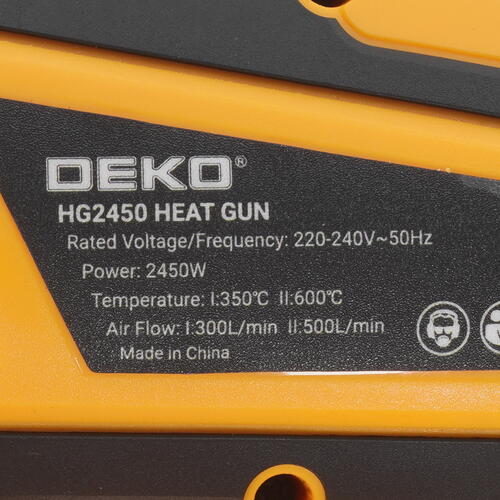 DEKO®
HG2450 HEAT GUN
Rated Voltage/Frequency: 220-240V~50Hz
Power: 2450W
Temperature: I:350℃ II:600℃
Air Flow: I:300L/min II:500L/min
Made in China